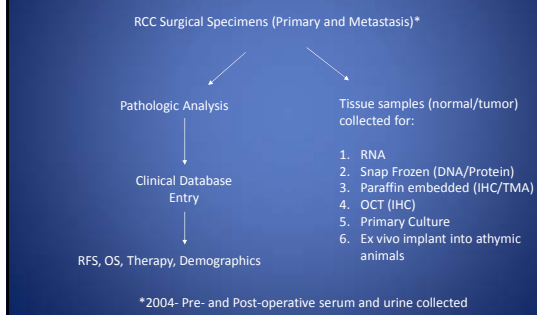 RCC Surgical Specimens (Primary and Metastasis)*
Pathologic Analysis
Clinical Database
Entry
RFS, OS, Therapy, Demographics
Tissue samples (normal/tumor)
collected for:
1. RNA
2. Snap Frozen (DNA/Protein)
3. Paraffin embedded (IHC/TMA)
4. OCT (IHC)
5. Primary Culture
6. Ex vivo implant into athymic
animals
*2004- Pre- and Post-operative serum and urine collected